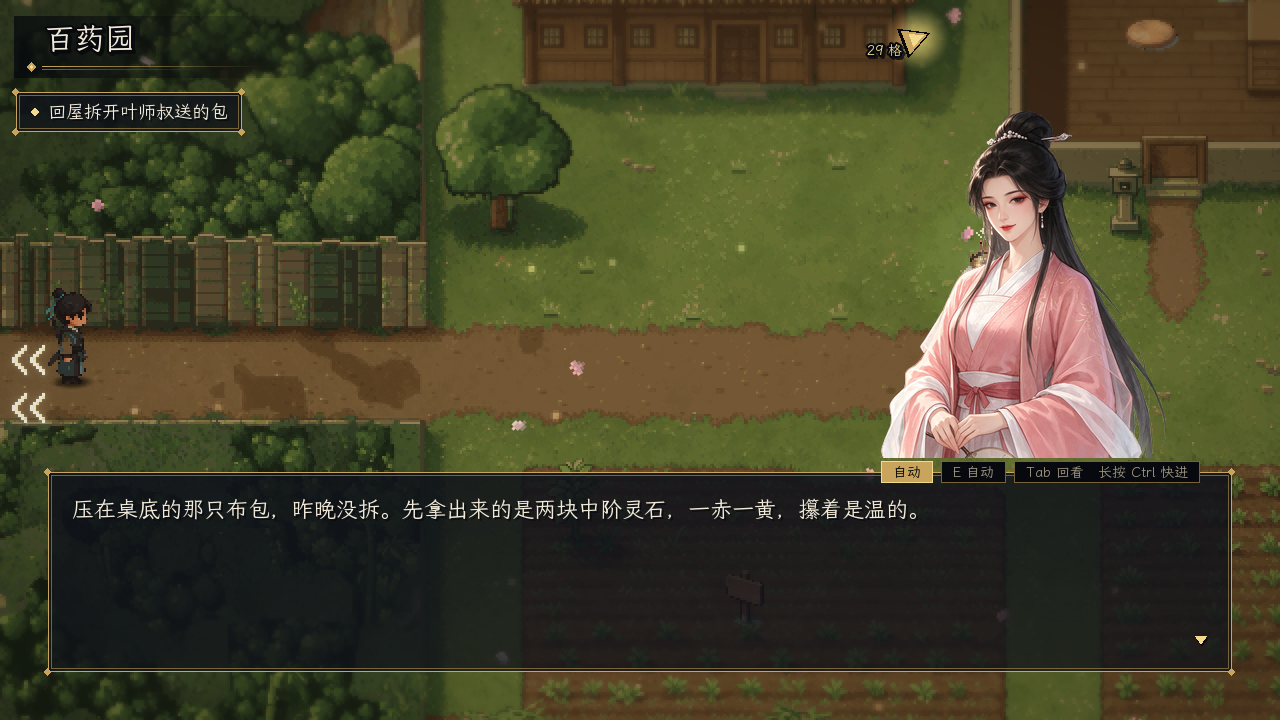 百药园
29 格
回屋拆开叶师叔送的包
自动
E 自动
Tab 回看 长按 Ctrl 快进
压在桌底的那只布包，昨晚没拆。先拿出来的是两块中阶灵石，一赤一黄，攥着是温的。